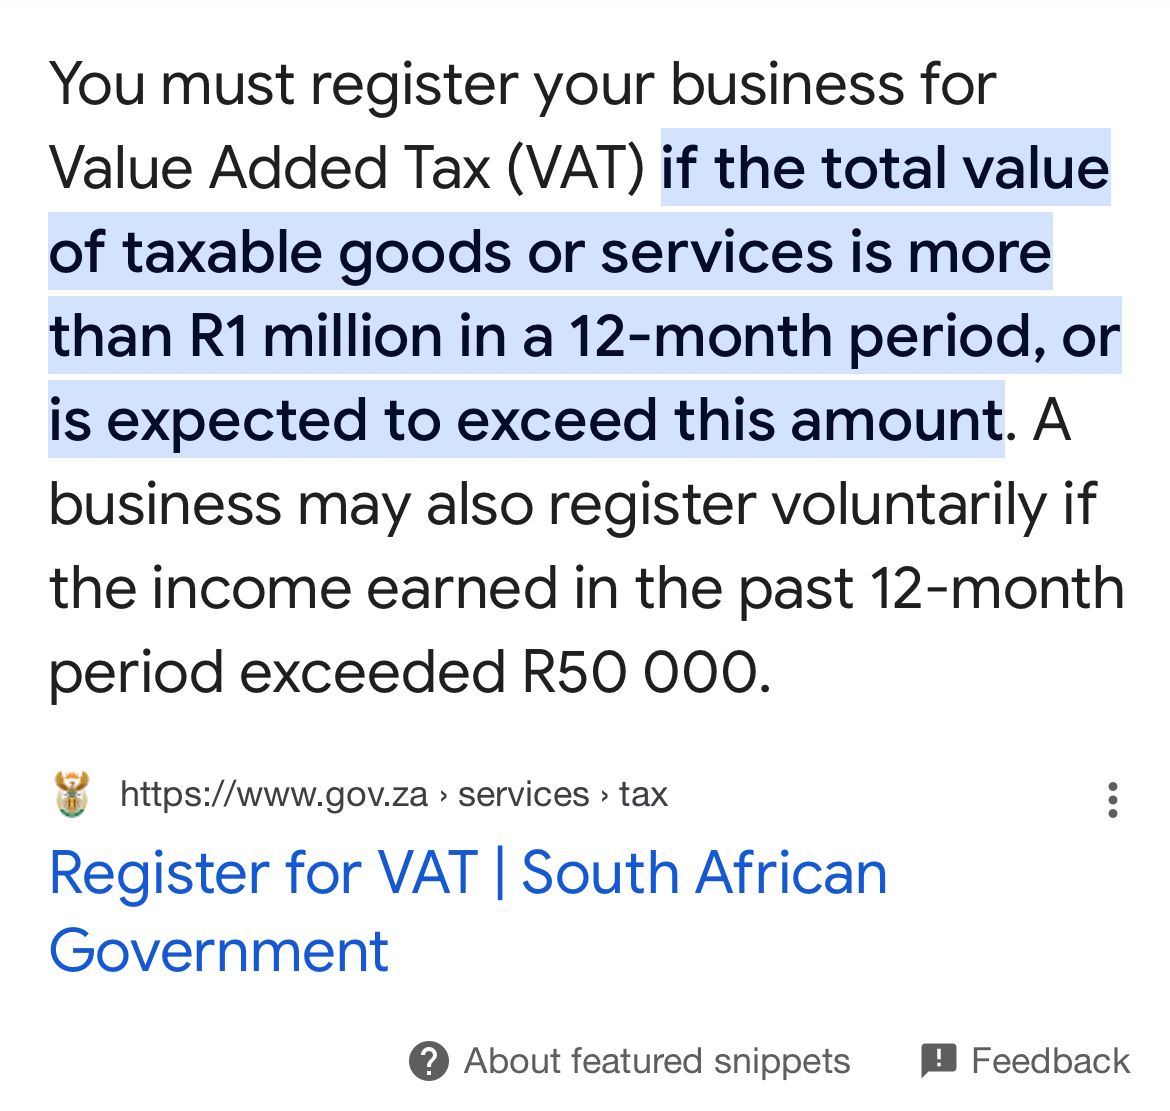 You must register your business for
Value Added Tax (VAT) if the total value
of taxable goods or services is more
than R1 million in a 12-month period, or
is expected to exceed this amount. A
business may also register voluntarily if
the income earned in the past 12-month
period exceeded R50 000.
https://www.gov.za › services › tax
Register for VAT | South African
Government
About featured snippets
Feedback